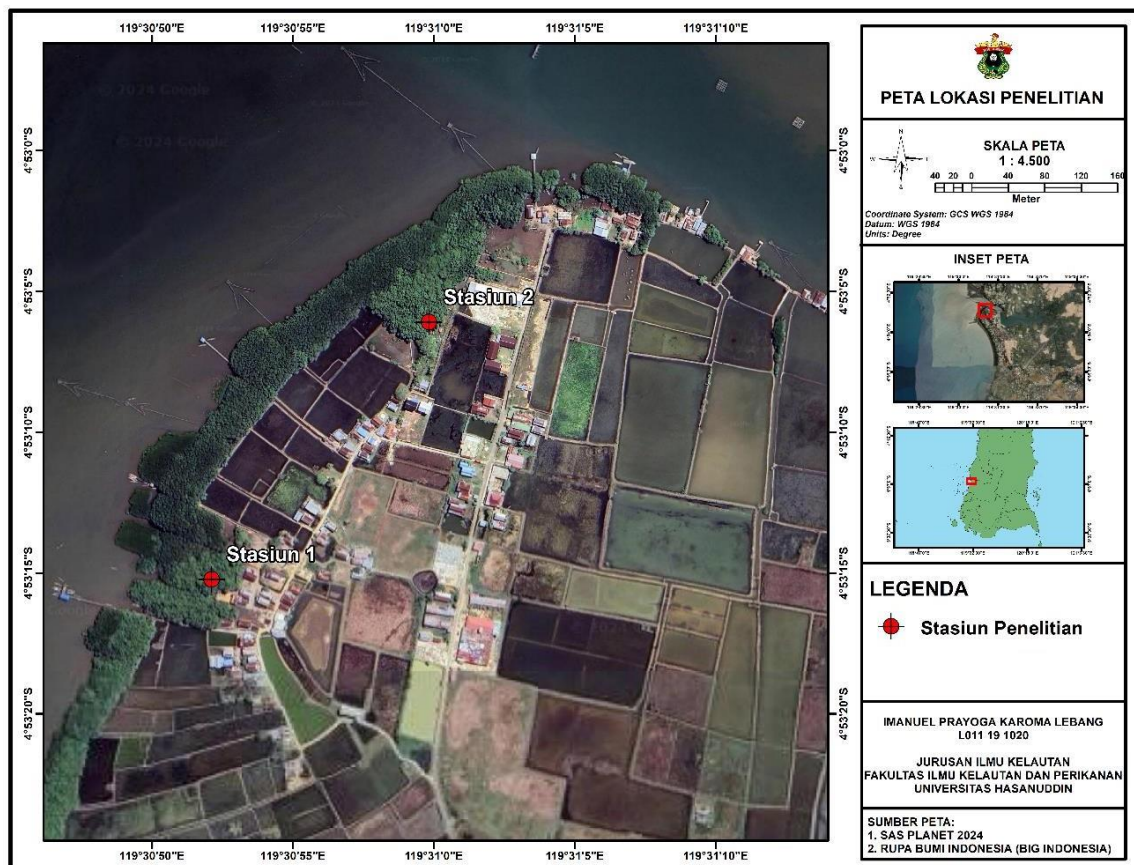 119°30'50"E 119°30'55"E 119°31'0"E 119°31'5"E 119°31'10"E
4°53'0"S
4°53'5"S
4°53'10"S
4°53'15"S
4°53'20"S
© 2024 Google
© 2024 Google
Stasiun 2
Stasiun 1
4°53'0"S
4°53'5"S
4°53'10"S
4°53'15"S
4°53'20"S
119°30'50"E 119°30'55"E 119°31'0"E 119°31'5"E 119°31'10"E
PETA LOKASI PENELITIAN
N
W
E
S
SKALA PETA
1 : 4.500
40 20 0 40 80 120 160
Meter
Coordinate System: GCS WGS 1984
Datum: WGS 1984
Units: Degree
INSET PETA
LEGENDA
Stasiun Penelitian
IMANUEL PRAYOGA KAROMA LEBANG
L011 19 1020
JURUSAN ILMU KELAUTAN
FAKULTAS ILMU KELAUTAN DAN PERIKANAN
UNIVERSITAS HASANUDDIN
SUMBER PETA:
1. SAS PLANET 2024
2. RUPA BUMI INDONESIA (BIG INDONESIA)